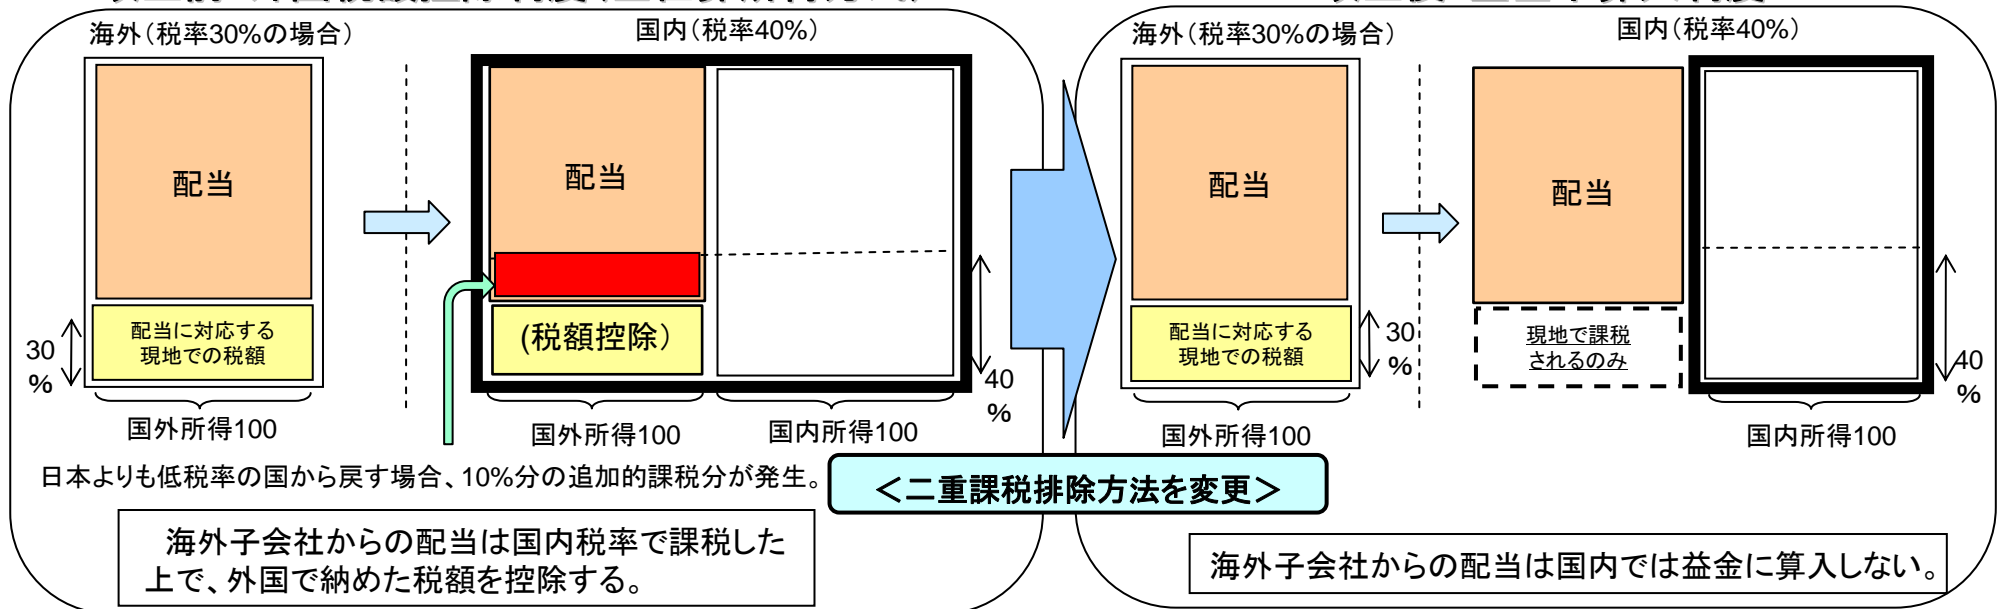 海外（税率30%の場合）
国内（税率40%）
配当
配当
配当に対応する
現地での税額
(税額控除）
30
%
40
%
国外所得100
国外所得100
国内所得100
日本よりも低税率の国から戻す場合、10%分の追加的課税分が発生。
海外子会社からの配当は国内税率で課税した
上で、外国で納めた税額を控除する。
＜二重課税排除方法を変更＞
海外（税率30%の場合）
国内（税率40%）
配当
配当
配当に対応する
現地での税額
30
%
現地で課税
されるのみ
40
%
国外所得100
国内所得100
海外子会社からの配当は国内では益金に算入しない。